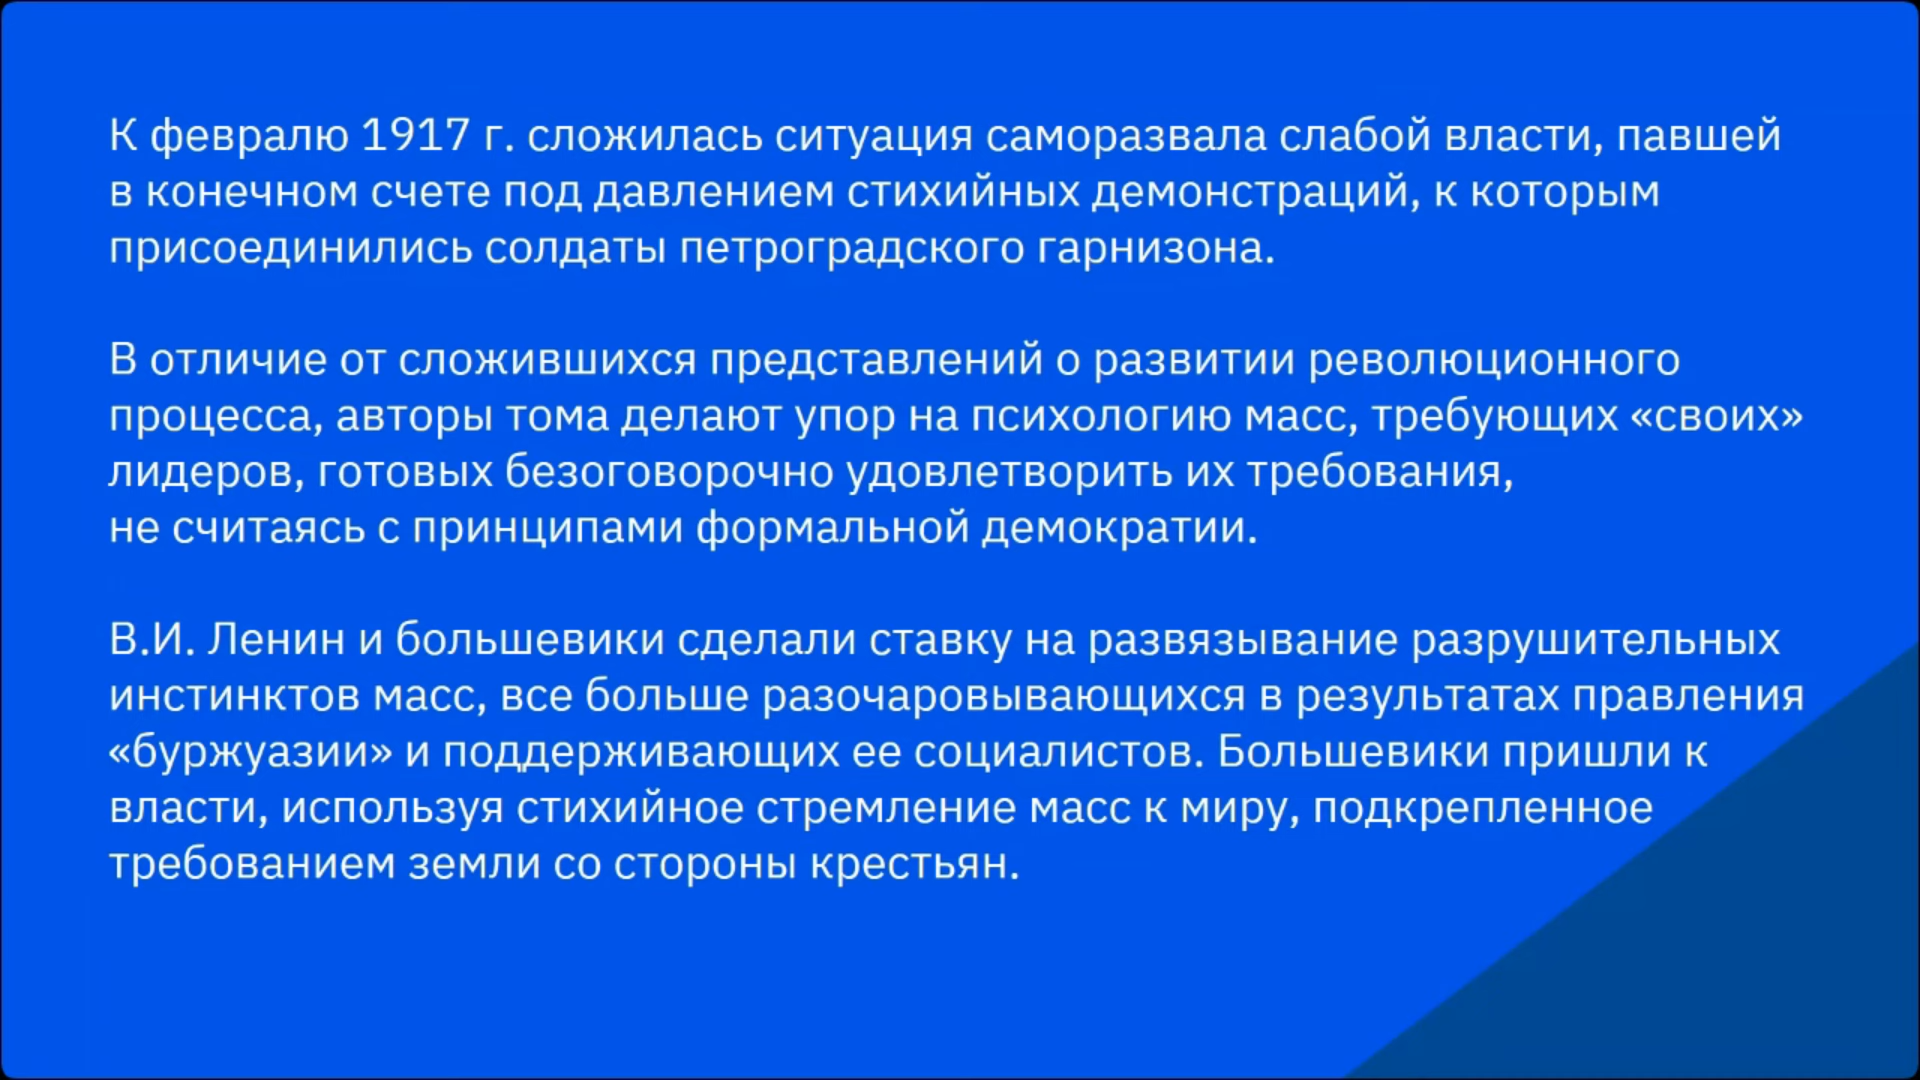 К февралю 1917 г. сложилась ситуация саморазвала слабой власти, павшей
в конечном счете под давлением стихийных демонстраций, к которым
присоединились солдаты петроградского гарнизона.
В отличие от сложившихся представлений о развитии революционного
процесса, авторы тома делают упор на психологию масс, требующих «своих»
лидеров, готовых безоговорочно удовлетворить их требования,
не считаясь с принципами формальной демократии.
В.И. Ленин и большевики сделали ставку на развязывание разрушительных
инстинктов масс, все больше разочаровывающихся в результатах правления
«буржуазии» и поддерживающих ее социалистов. Большевики пришли к
власти, используя стихийное стремление масс к миру, подкрепленное
требованием земли со стороны крестьян.